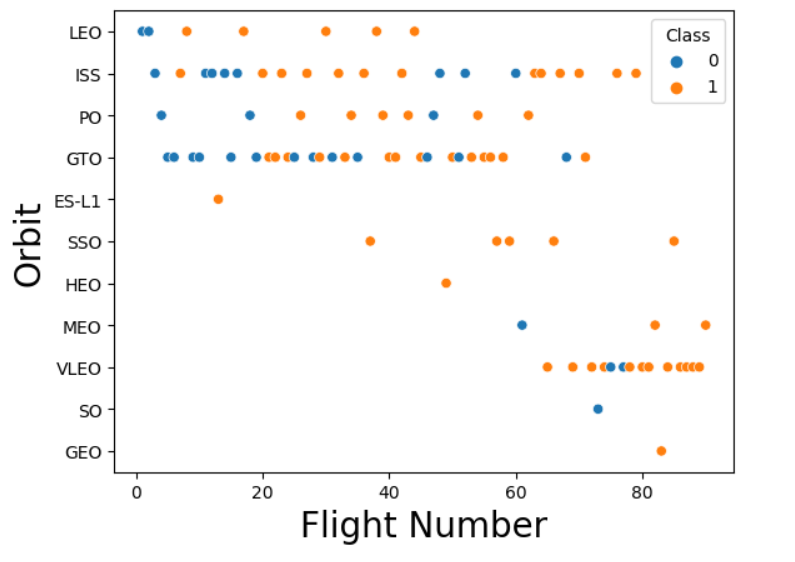 LEO
ISS
PO
GTO
ES-L1
SSO
HEO
MEO
VLEO
SO
GEO
Orbit
Class
0
1
0 20 40 60 80
Flight Number